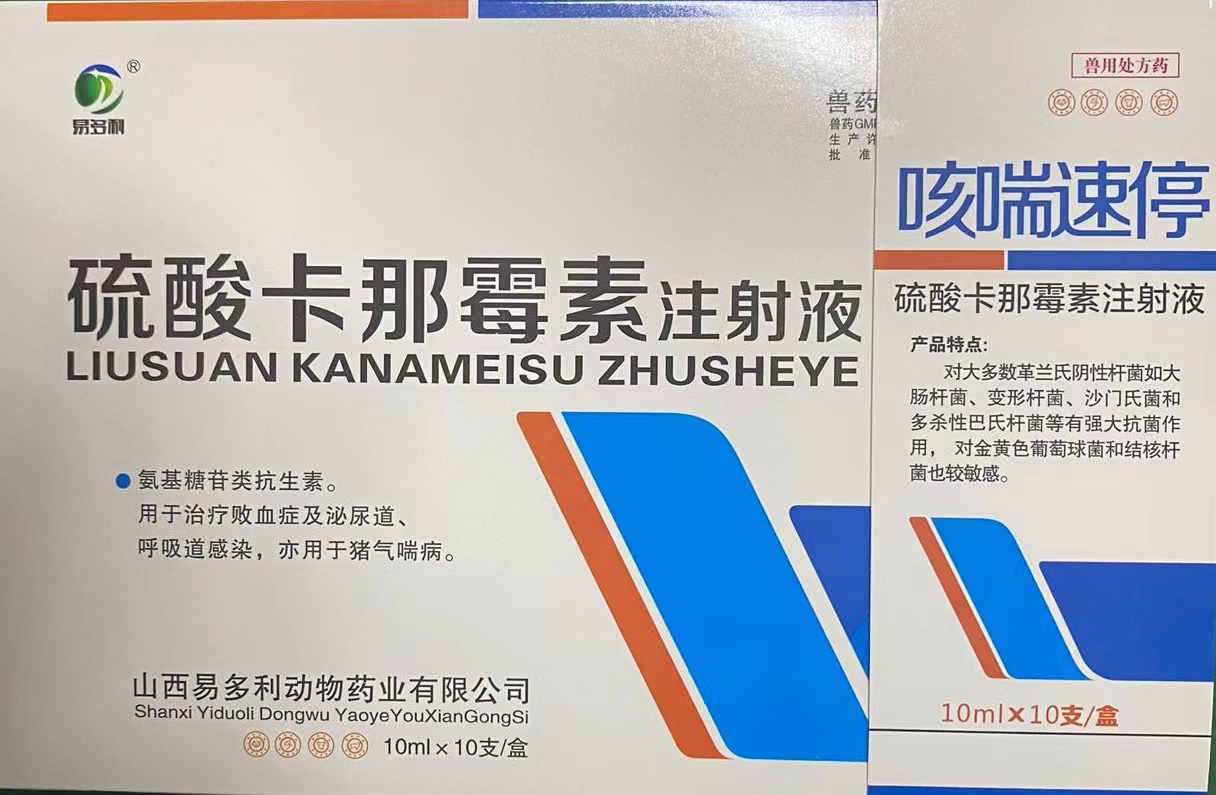 ®
易多利
兽药
兽药GM
生产许
批准
硫酸卡那霉素注射液
LIUSUAN KANAMEISU ZHUSHEYE
氨基糖苷类抗生素。
用于治疗败血症及泌尿道、
呼吸道感染，亦用于猪气喘病。
山西易多利动物药业有限公司
Shanxi Yiduoli Dongwu YaoyeYouXianGongSi
10ml×10支/盒
兽用处方药
咳喘速停
硫酸卡那霉素注射液
产品特点:
对大多数革兰氏阴性杆菌如大
肠杆菌、变形杆菌、沙门氏菌和
多杀性巴氏杆菌等有强大抗菌作
用， 对金黄色葡萄球菌和结核杆
菌也较敏感。
10ml×10支/盒